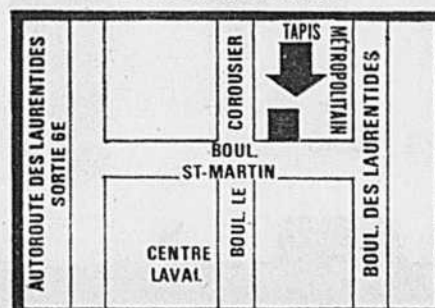 AUTOROUTE DES LAURENTIDES
SORTIE 6E
BOUL. LE COROUSIER
TAPIS
MÉTROPOLITAIN
BOUL. DES LAURENTIDES
BOUL.
ST-MARTIN
CENTRE
LAVAL